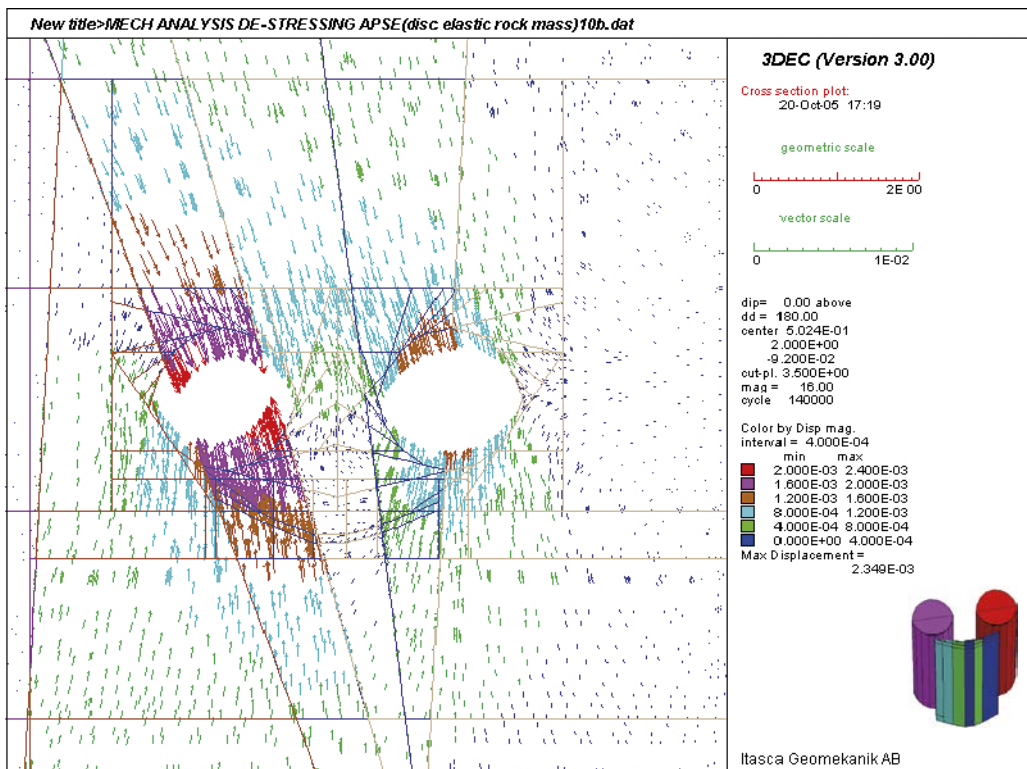 New title>MECH ANALYSIS DE-STRESSING APSE(disc elastic rock mass)10b.dat
3DEC (Version 3.00)
Cross section plot:
20-Oct-05 17:19
geometric scale
0 2E 00
vector scale
0 1E-02
dip= 0.00 above
dd = 180.00
center 5.024E-01
2.000E+00
-9.200E-02
cut-pl. 3.500E+00
mag = 16.00
cycle 140000
Color by Disp mag.
interval = 4.000E-04
min max
2.000E-03 2.400E-03
1.600E-03 2.000E-03
1.200E-03 1.600E-03
8.000E-04 1.200E-03
4.000E-04 8.000E-04
0.000E+00 4.000E-04
Max Displacement =
2.349E-03
Itasca Geomekanik AB